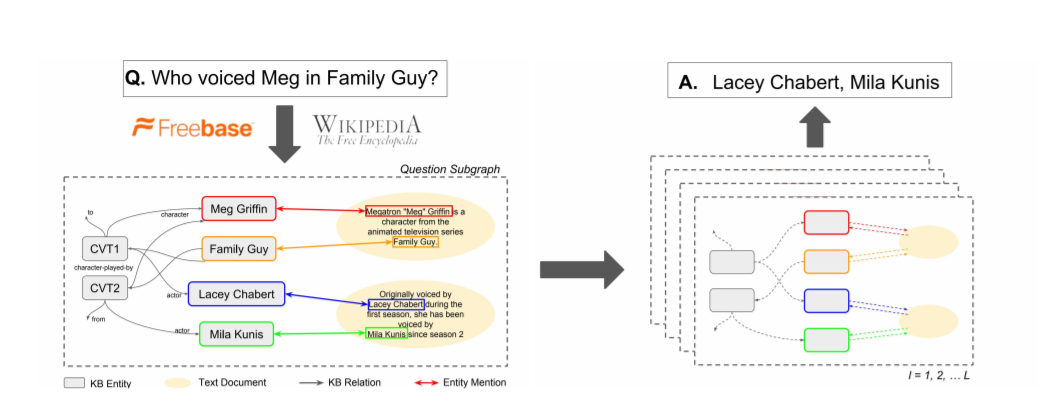 Q. Who voiced Meg in Family Guy?
Freebase
WIKIPEDIA
The Free Encyclopedia
Question Subgraph
to
character
Meg Griffin
CVT1
Family Guy
character-played-by
CVT2
actor
Lacey Chabert
from
actor
Mila Kunis
Megatron "Meg" Griffin is a
character from the
animated television series
Family Guy
Originally voiced by
Lacey Chabert during the
first season, she has been
voiced by
Mila Kunis since season 2
KB Entity
Text Document
KB Relation
Entity Mention
A. Lacey Chabert, Mila Kunis
l = 1, 2, ... L